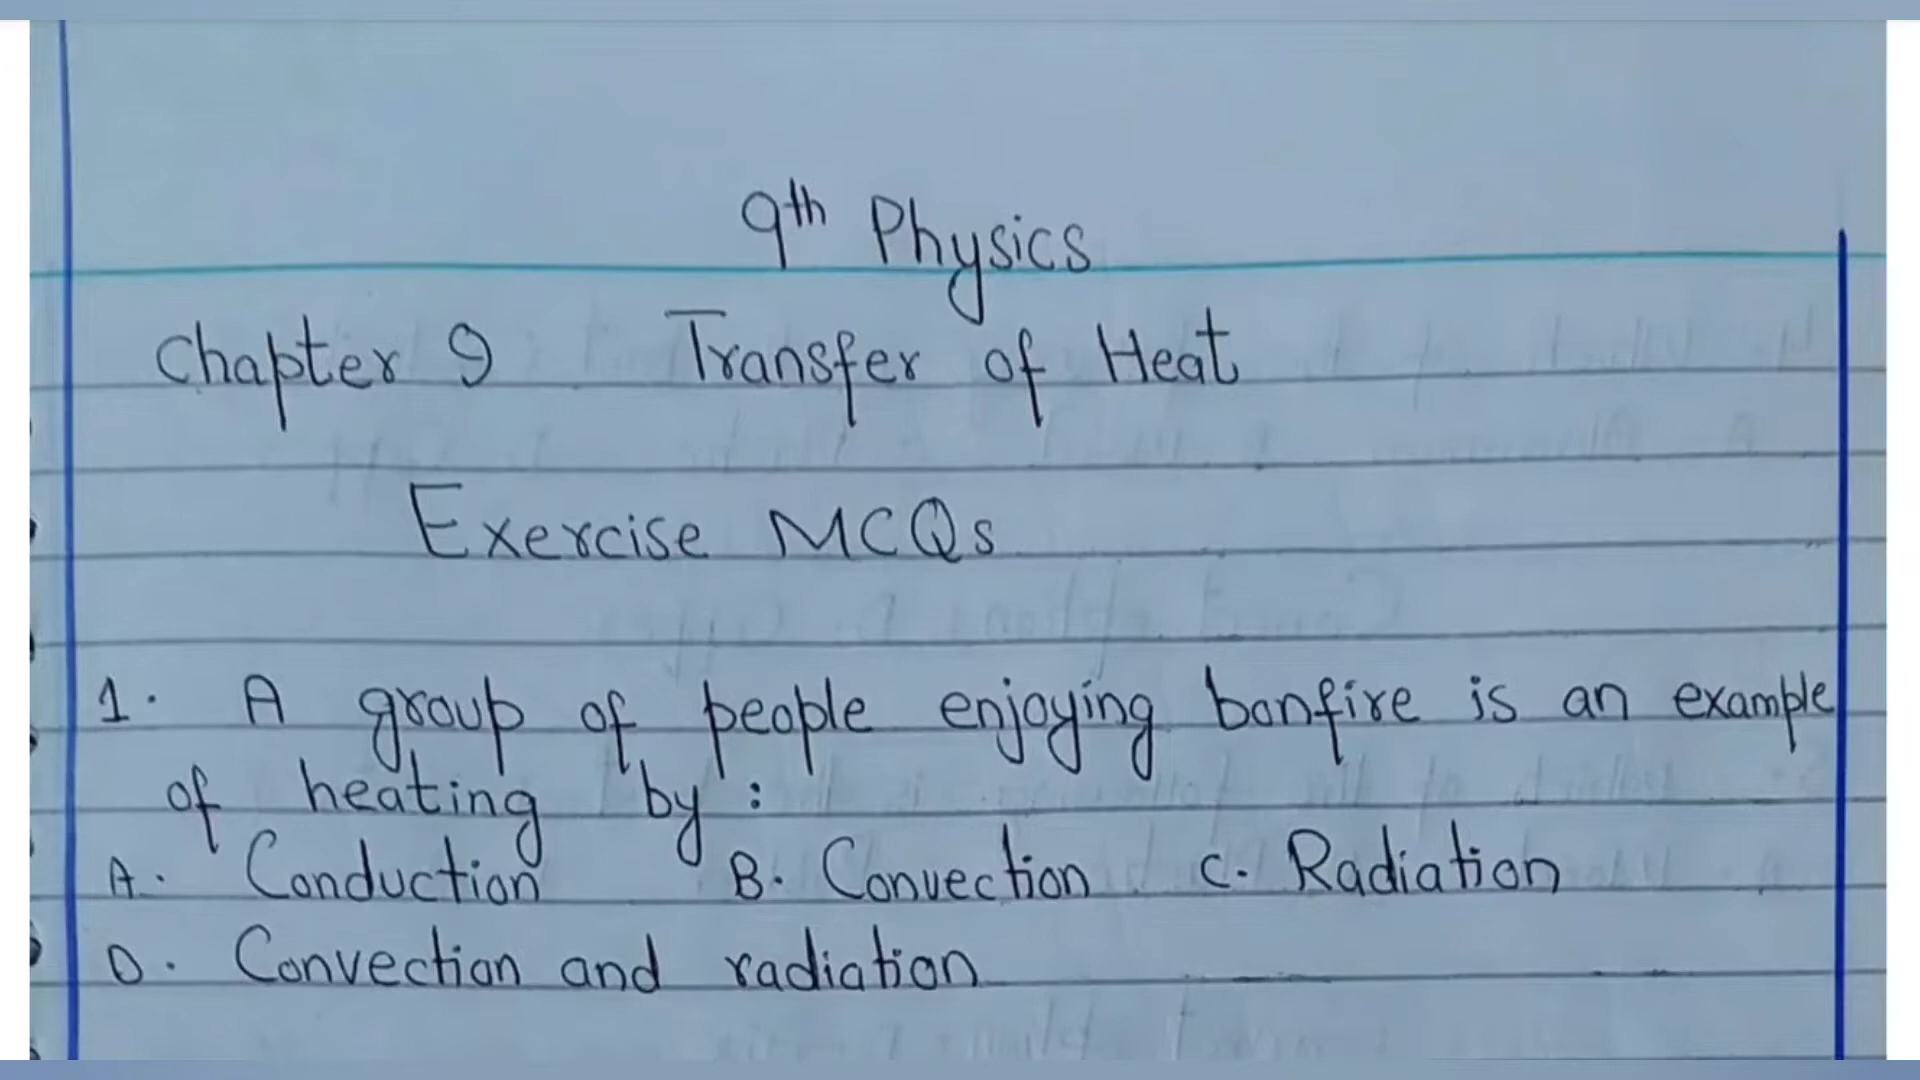 9th Physics
Chapter 9 Transfer of Heat
Exercise MCQs
1. A group of people enjoying bonfire is an example
of heating by :
A. Conduction B. Convection C. Radiation
D. Convection and radiation